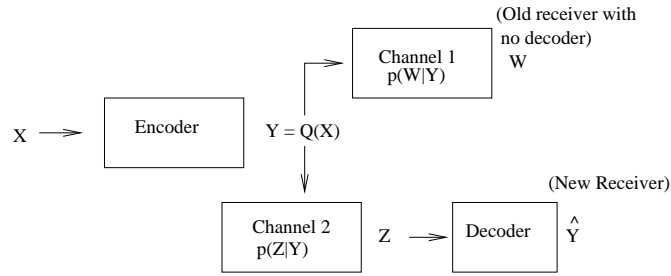 (Old receiver with
no decoder)
W
Channel 1
p(W|Y)
X
Encoder
Y = Q(X)
(New Receiver)
Channel 2
p(Z|Y)
Z
Decoder
Ŷ